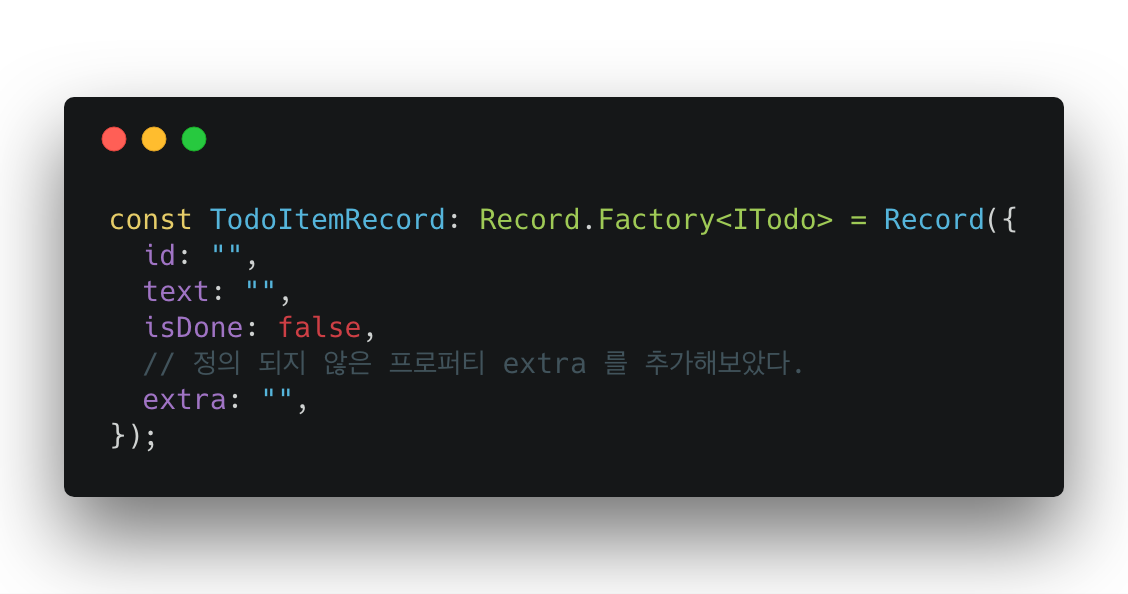 const TodoItemRecord: Record.Factory<ITodo> = Record({
  id: "",
  text: "",
  isDone: false,
  // 정의 되지 않은 프로퍼티 extra 를 추가해보았다.
  extra: "",
});